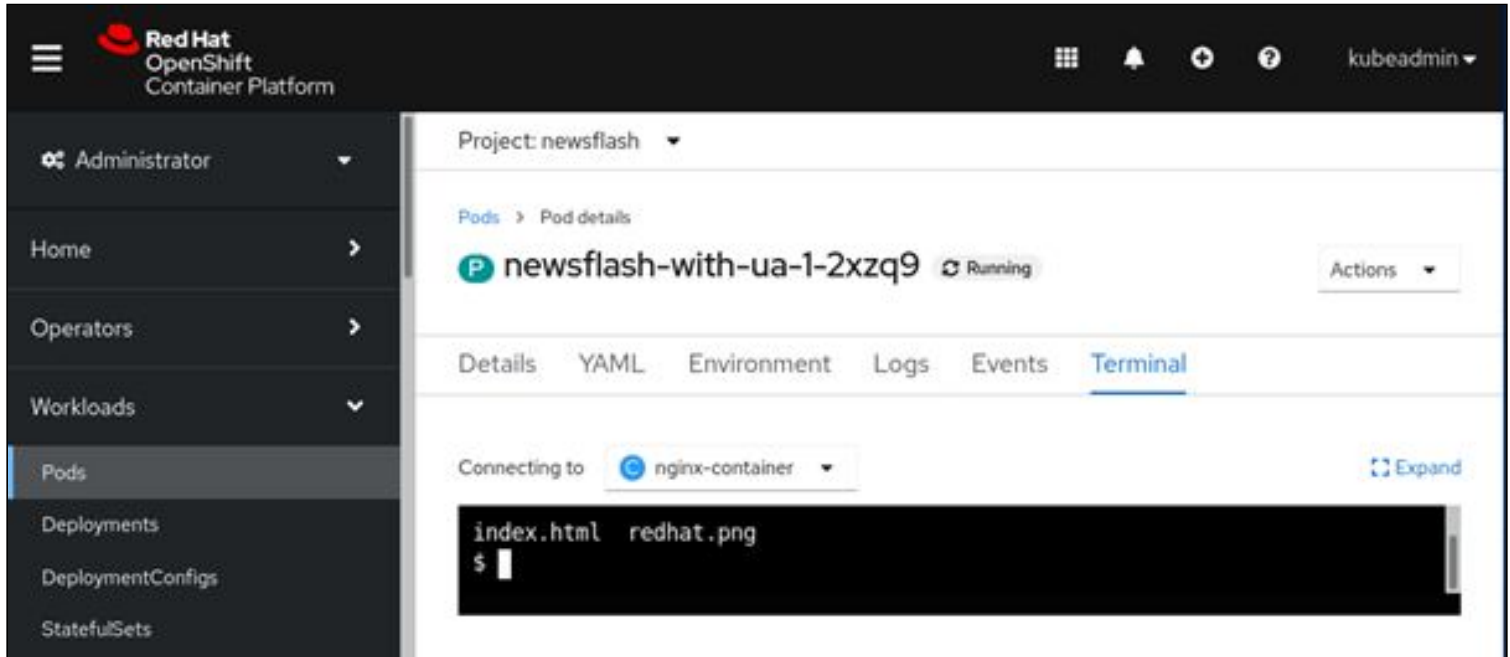 Red Hat
OpenShift
Container Platform
kubeadmin
Administrator
Home
Operators
Workloads
Pods
Deployments
DeploymentConfigs
StatefulSets
Project: newsflash
Pods > Pod details
P newsflash-with-ua-1-2xzq9 Running
Actions
Details YAML Environment Logs Events Terminal
Connecting to C nginx-container Expand
index.html redhat.png
$